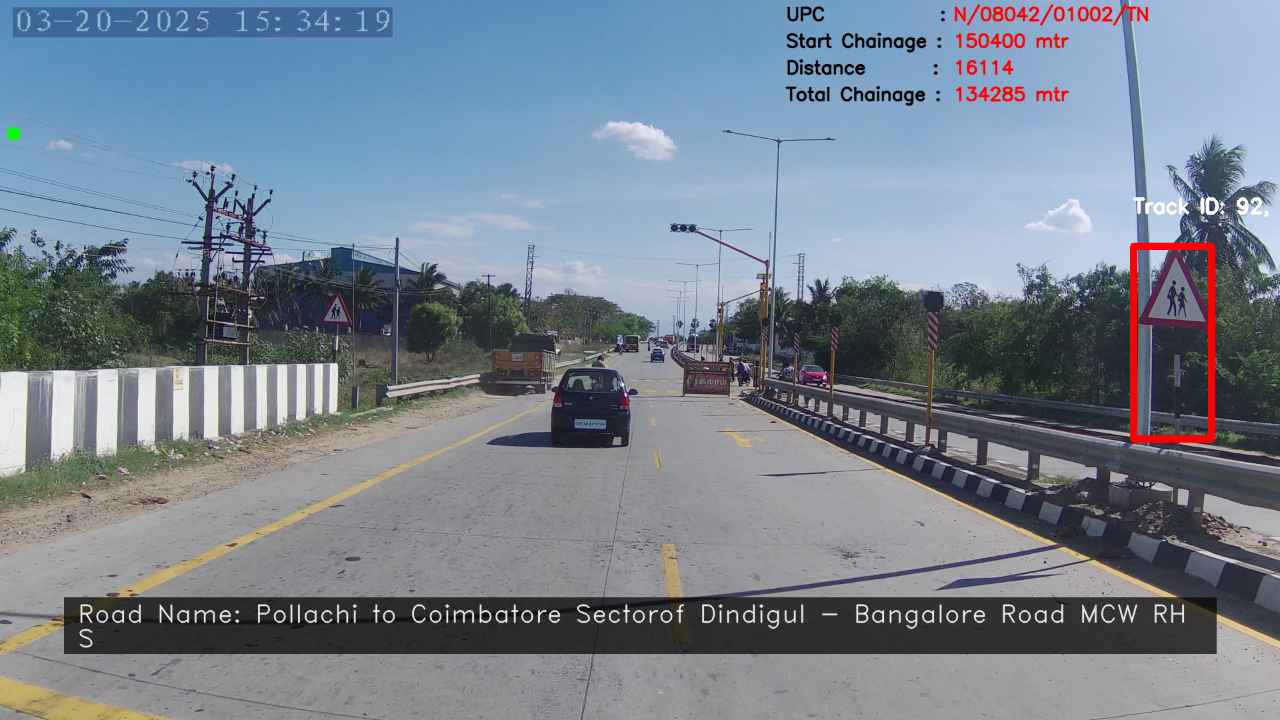 03-20-2025 15:34:19
UPC : N/08042/01002/TN
Start Chainage : 150400 mtr
Distance : 16114
Total Chainage : 134285 mtr
Track ID: 92,
Road Name: Pollachi to Coimbatore Sectorof Dindigul - Bangalore Road MCW RH
S